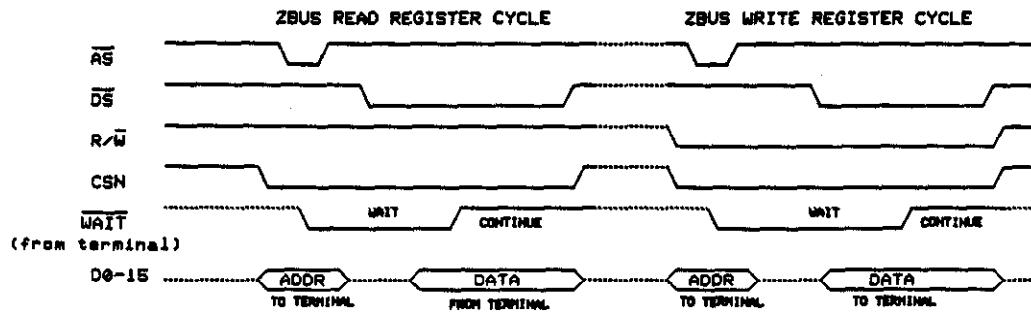 ZBUS READ REGISTER CYCLE ZBUS WRITE REGISTER CYCLE
AS
DS
R/W
CSN
WAIT WAIT CONTINUE WAIT CONTINUE
(from terminal)
D0-15 ADDR DATA ADDR DATA
TO TERMINAL FROM TERMINAL TO TERMINAL TO TERMINAL